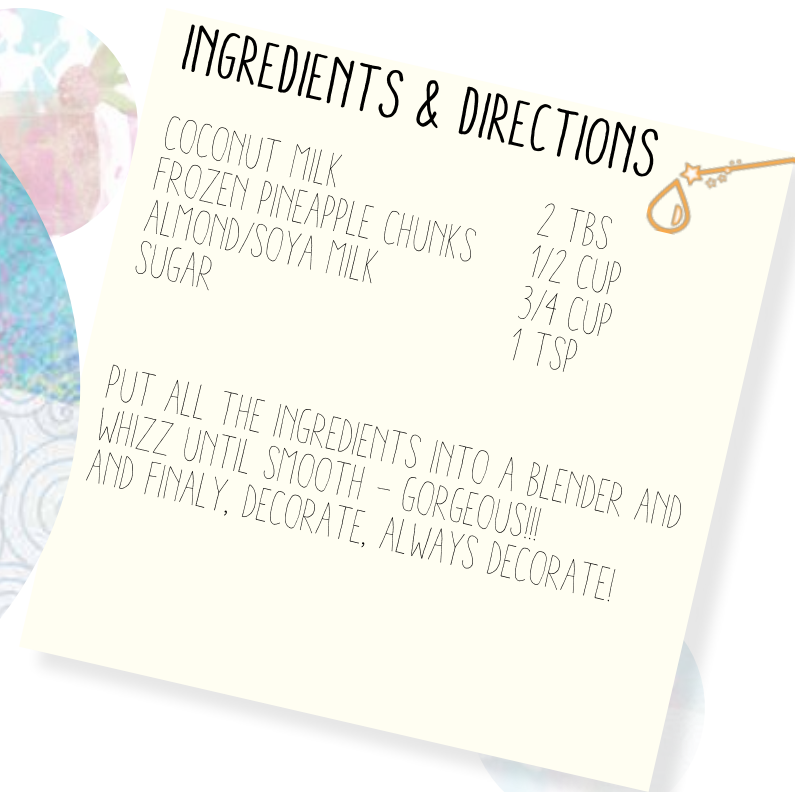 INGREDIENTS & DIRECTIONS
COCONUT MILK 2 TBS
FROZEN PINEAPPLE CHUNKS 1/2 CUP
ALMOND/SOYA MILK 3/4 CUP
SUGAR 1 TSP
PUT ALL THE INGREDIENTS INTO A BLENDER AND
WHIZZ UNTIL SMOOTH – GORGEOUS!!!
AND FINALY, DECORATE, ALWAYS DECORATE!